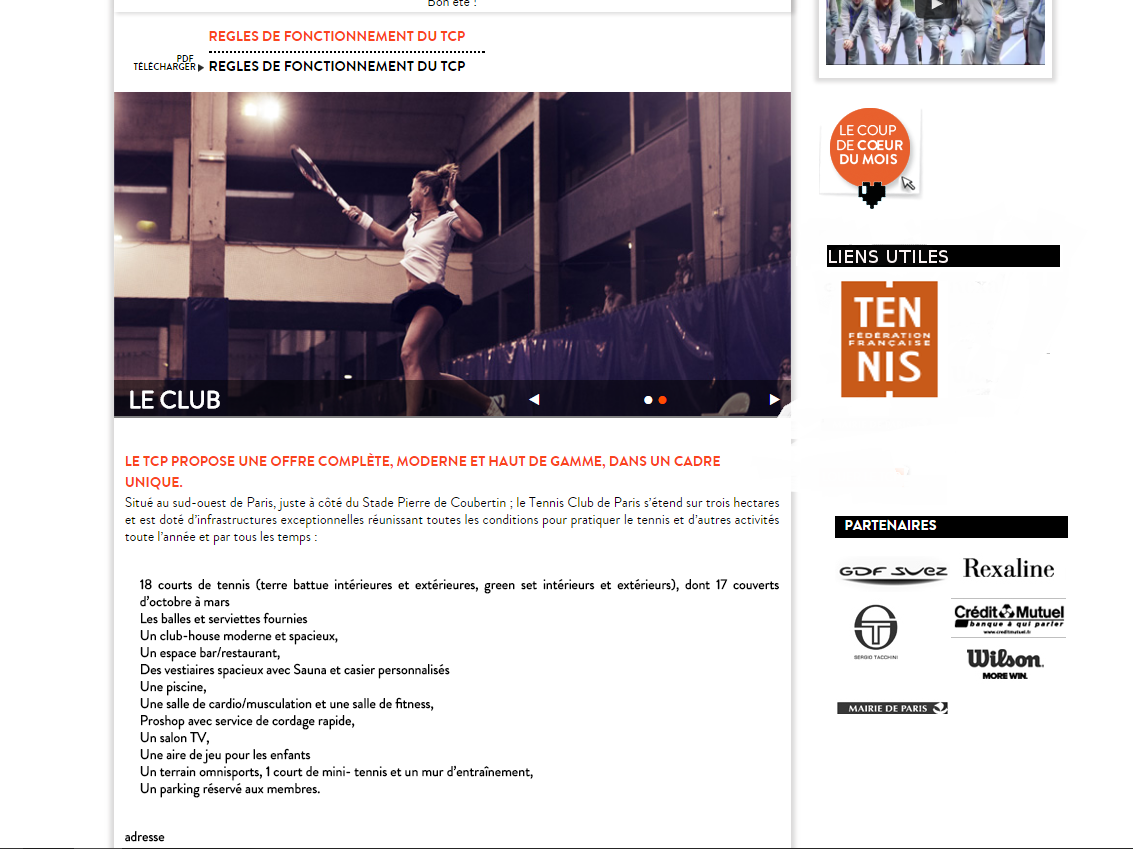 Bon été !
REGLES DE FONCTIONNEMENT DU TCP
PDF
TÉLÉCHARGER
REGLES DE FONCTIONNEMENT DU TCP
LE CLUB
LE TCP PROPOSE UNE OFFRE COMPLÈTE, MODERNE ET HAUT DE GAMME, DANS UN CADRE
UNIQUE.
Situé au sud-ouest de Paris, juste à côté du Stade Pierre de Coubertin ; le Tennis Club de Paris s'étend sur trois hectares
et est doté d'infrastructures exceptionnelles réunissant toutes les conditions pour pratiquer le tennis et d'autres activités
toute l'année et par tous les temps :
18 courts de tennis (terre battue intérieures et extérieures, green set intérieurs et extérieurs), dont 17 couverts
d'octobre à mars
Les balles et serviettes fournies
Un club-house moderne et spacieux,
Un espace bar/restaurant,
Des vestiaires spacieux avec Sauna et casier personnalisés
Une piscine,
Une salle de cardio/musculation et une salle de fitness,
Proshop avec service de cordage rapide,
Un salon TV,
Une aire de jeu pour les enfants
Un terrain omnisports, 1 court de mini- tennis et un mur d'entraînement,
Un parking réservé aux membres.
adresse
LE COUP
DE CŒUR
DU MOIS
LIENS UTILES
TEN
FÉDÉRATION
FRANÇAISE
NIS
PARTENAIRES
GDF SUEZ
Rexaline
SERGIO TACCHINI
Crédit Mutuel
banque à qui parler
www.creditmutuel.fr
Wilson.
MORE WIN.
MAIRIE DE PARIS